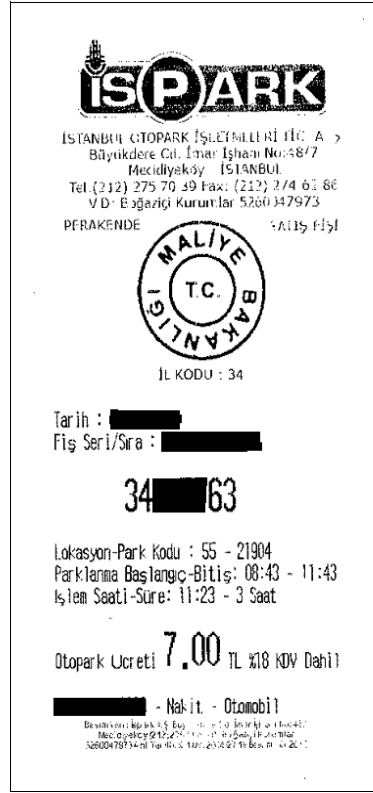 İSPARK
İSTANBUL OTOPARK İŞLETMELERİ TİC. A
Büyükdere Cd. İmar İşhanı No:48/7
Mecidiyeköy İSTANBUL
Tel.(212) 275 70 39 Fax: (212) 274 61 86
V.D: Boğaziçi Kurumlar
PERAKENDE SATIŞ FİŞİ
MALİYE
T.C.
BAKANLIĞI
İL KODU : 34
Tarih :
Fiş Seri/Sıra :
34 63
Lokasyon-Park Kodu : 55 - 21904
Parklanma Başlangıç-Bitiş: 08:43 - 11:43
İşlem Saati-Süre: 11:23 - 3 Saat
Otopark Ucreti 7.00 TL %18 KDV Dahil
- Nakit - Otomobil